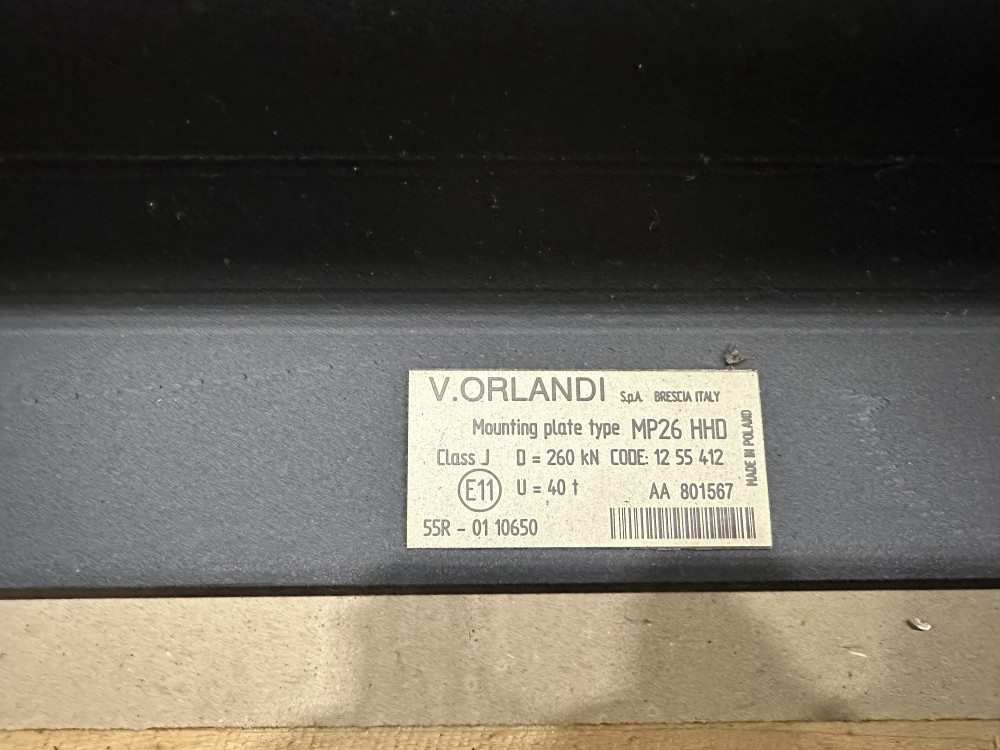 V.ORLANDI S.p.A. BRESCIA ITALY
Mounting plate type MP26 HHD
Class J D = 260 kN CODE: 12 55 412
E11 U = 40 t AA 801567
55R - 01 10650
MADE IN POLAND